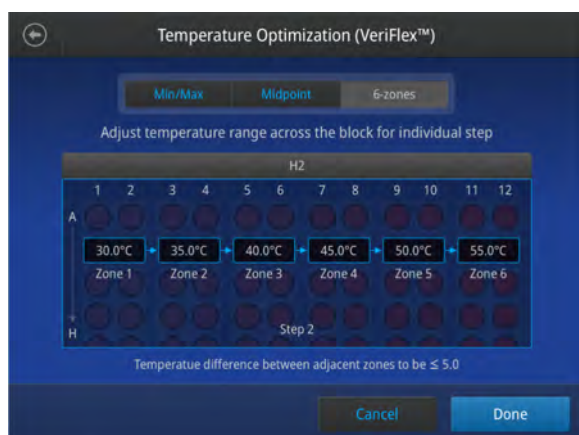 Temperature Optimization (VeriFlex™)
Min/Max Midpoint 6-zones
Adjust temperature range across the block for individual step
H2
1 2 3 4 5 6 7 8 9 10 11 12
A
30.0°C 35.0°C 40.0°C 45.0°C 50.0°C 55.0°C
Zone 1 Zone 2 Zone 3 Zone 4 Zone 5 Zone 6
H Step 2
Temperatue difference between adjacent zones to be ≦ 5.0
Cancel Done